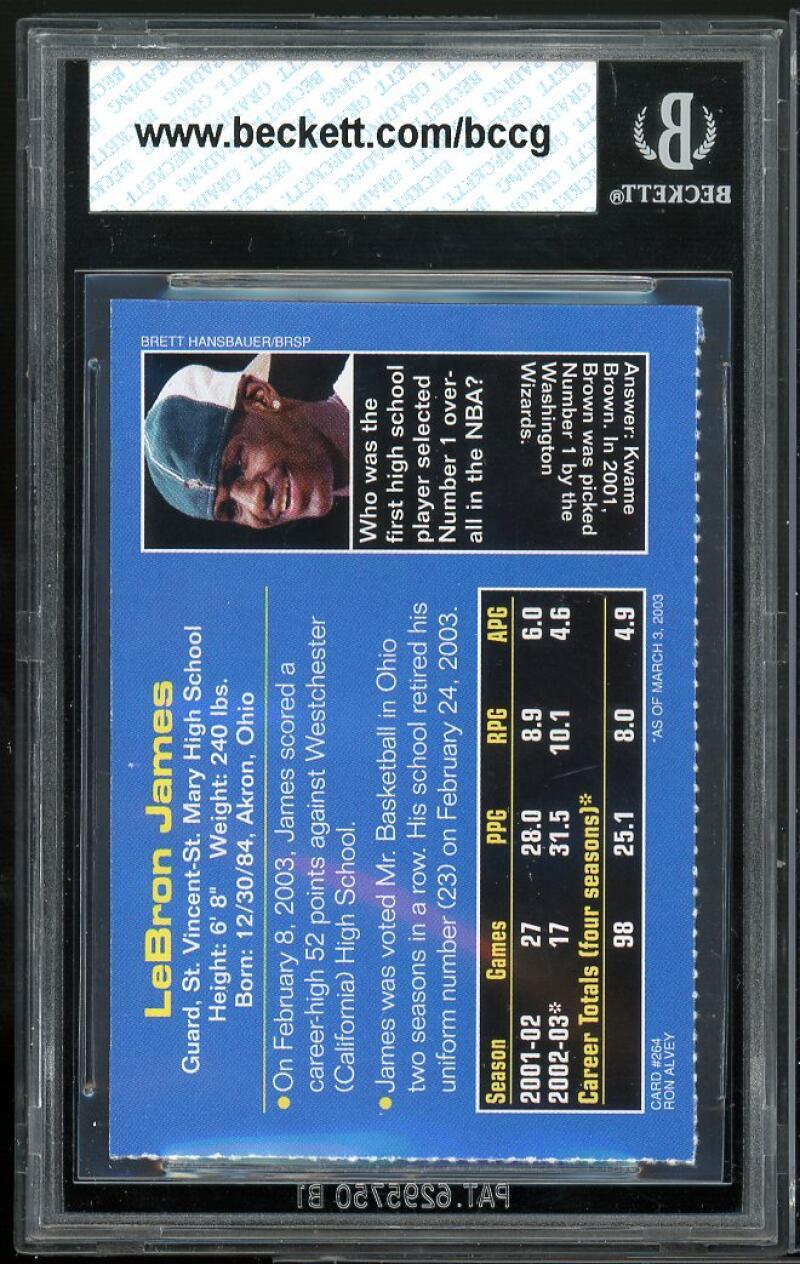 www.beckett.com/bccg
BECKETT®
BRETT HANSBAUER/BRSP
LeBron James
Guard, St. Vincent-St. Mary High School
Height: 6' 8" Weight: 240 lbs.
Born: 12/30/84, Akron, Ohio
• On February 8, 2003, James scored a
career-high 52 points against Westchester
(California) High School.
• James was voted Mr. Basketball in Ohio
two seasons in a row. His school retired his
uniform number (23) on February 24, 2003.
Season Games PPG RPG APG
2001-02 27 28.0 8.9 6.0
2002-03* 17 31.5 10.1 4.6
Career Totals (four seasons)*
98 25.1 8.0 4.9
CARD #264
RON ALVEY
*AS OF MARCH 3, 2003
Who was the
first high school
player selected
Number 1 over-
all in the NBA?
Answer: Kwame
Brown. In 2001,
Brown was picked
Number 1 by the
Washington
Wizards.
PAT.6295750 B1